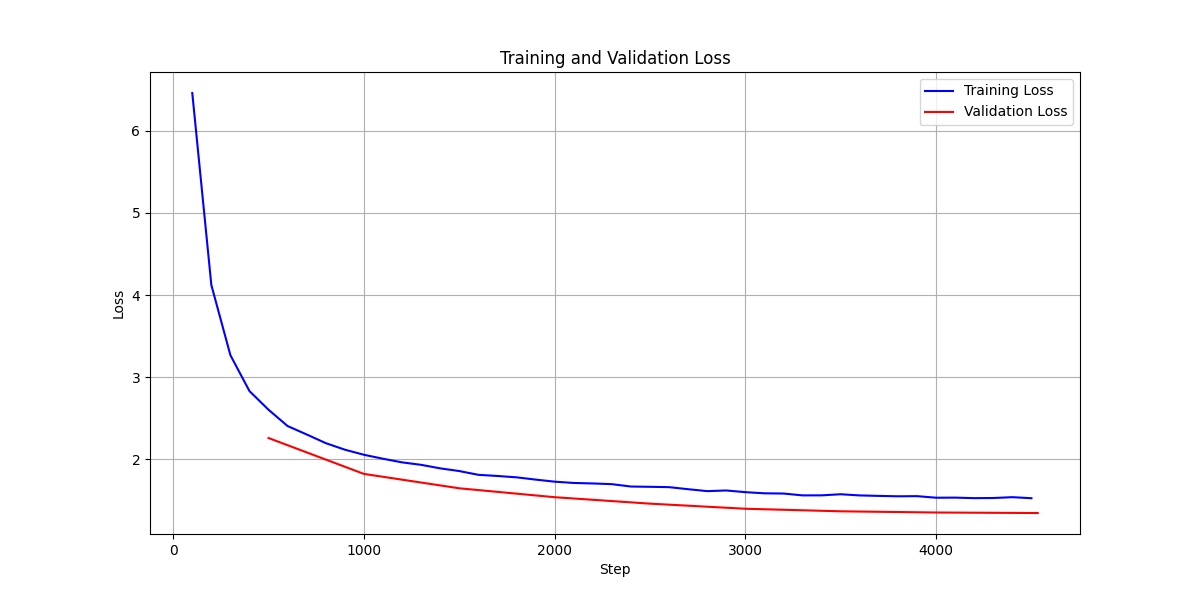 Training and Validation Loss
Training Loss
Validation Loss
6
5
4
3
2
Loss
0
1000
2000
3000
4000
Step